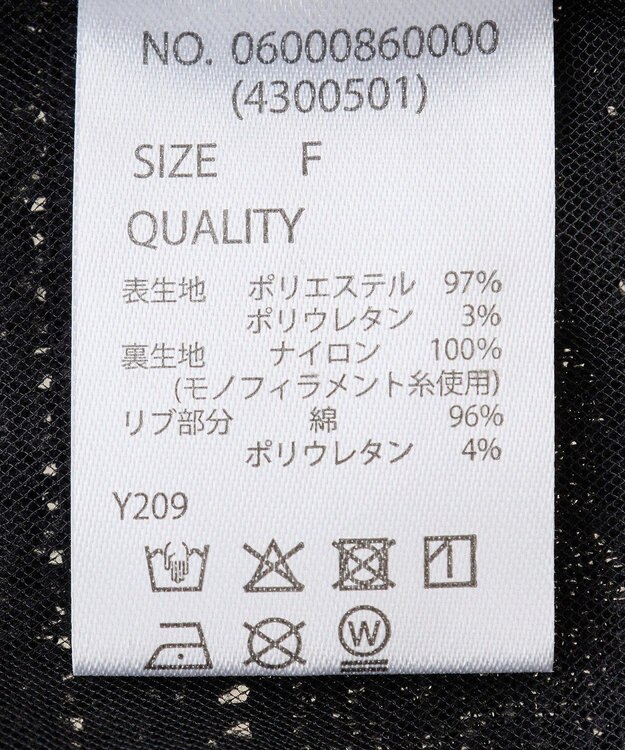 NO. 06000860000
(4300501)
SIZE F
QUALITY
表生地 ポリエステル 97%
ポリウレタン 3%
裏生地 ナイロン 100%
(モノフィラメント糸使用)
リブ部分 綿 96%
ポリウレタン 4%
Y209
W